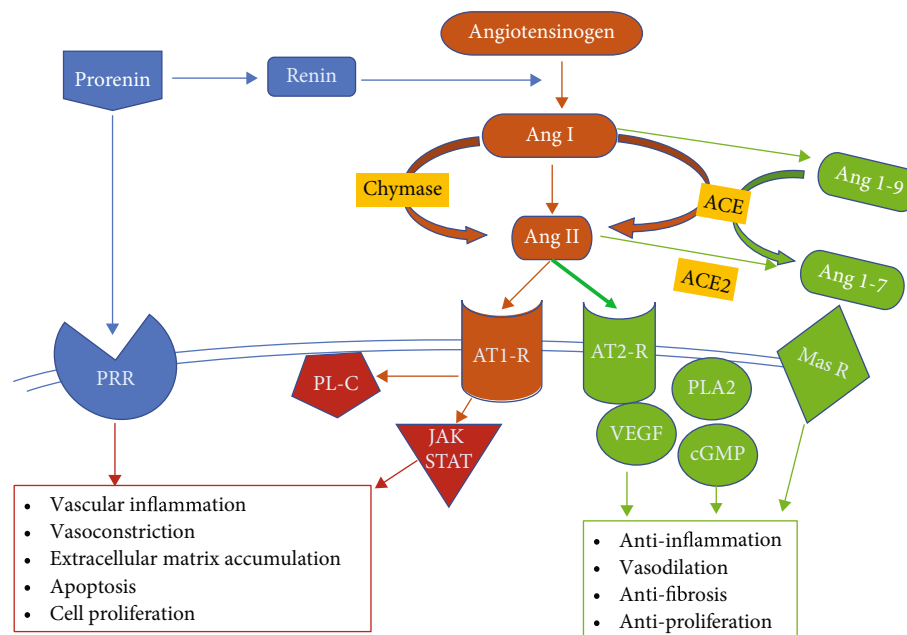 Angiotensinogen
Prorenin
Renin
Ang I
Chymase
ACE
Ang 1-9
Ang II
ACE2
Ang 1-7
PRR
PL-C
AT1-R
AT2-R
PLA2
Mas R
JAK
STAT
VEGF
cGMP
• Vascular inflammation
• Vasoconstriction
• Extracellular matrix accumulation
• Apoptosis
• Cell proliferation
• Anti-inflammation
• Vasodilation
• Anti-fibrosis
• Anti-proliferation